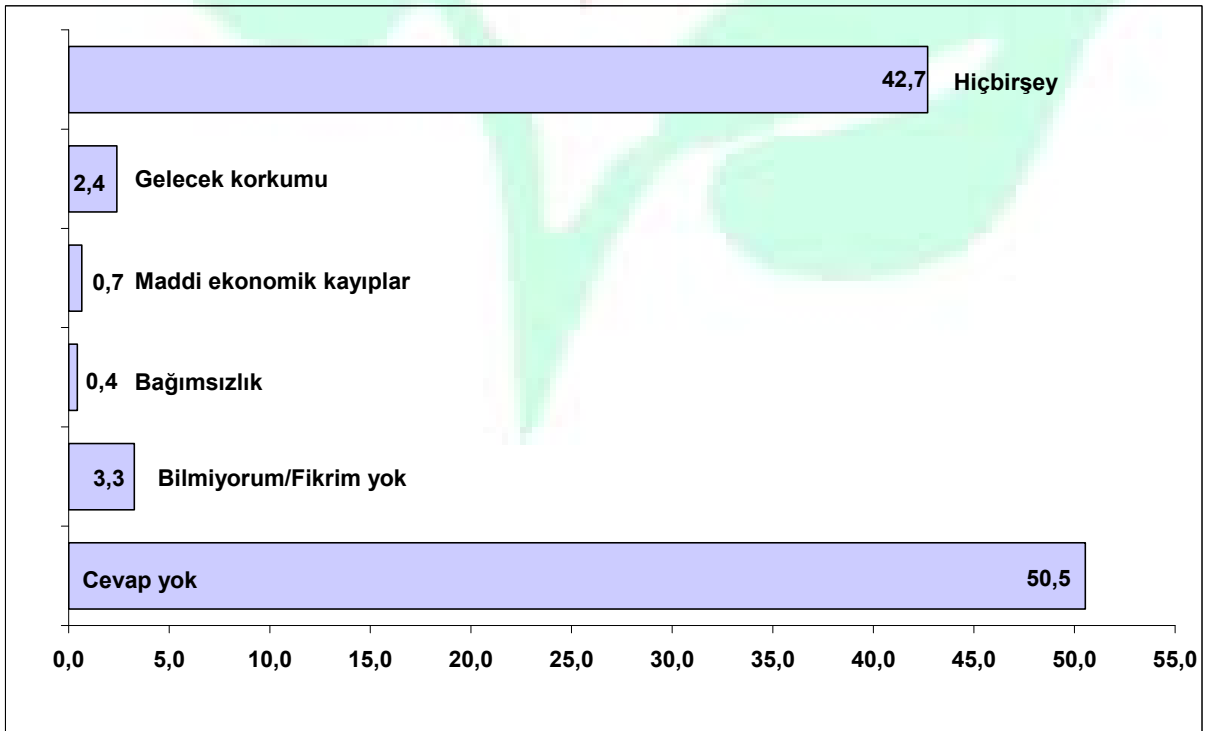 42,7 Hiçbirşey
2,4 Gelecek korkumu
0,7 Maddi ekonomik kayıplar
0,4 Bağımsızlık
3,3 Bilmiyorum/Fikrim yok
Cevap yok 50,5
0,0 5,0 10,0 15,0 20,0 25,0 30,0 35,0 40,0 45,0 50,0 55,0